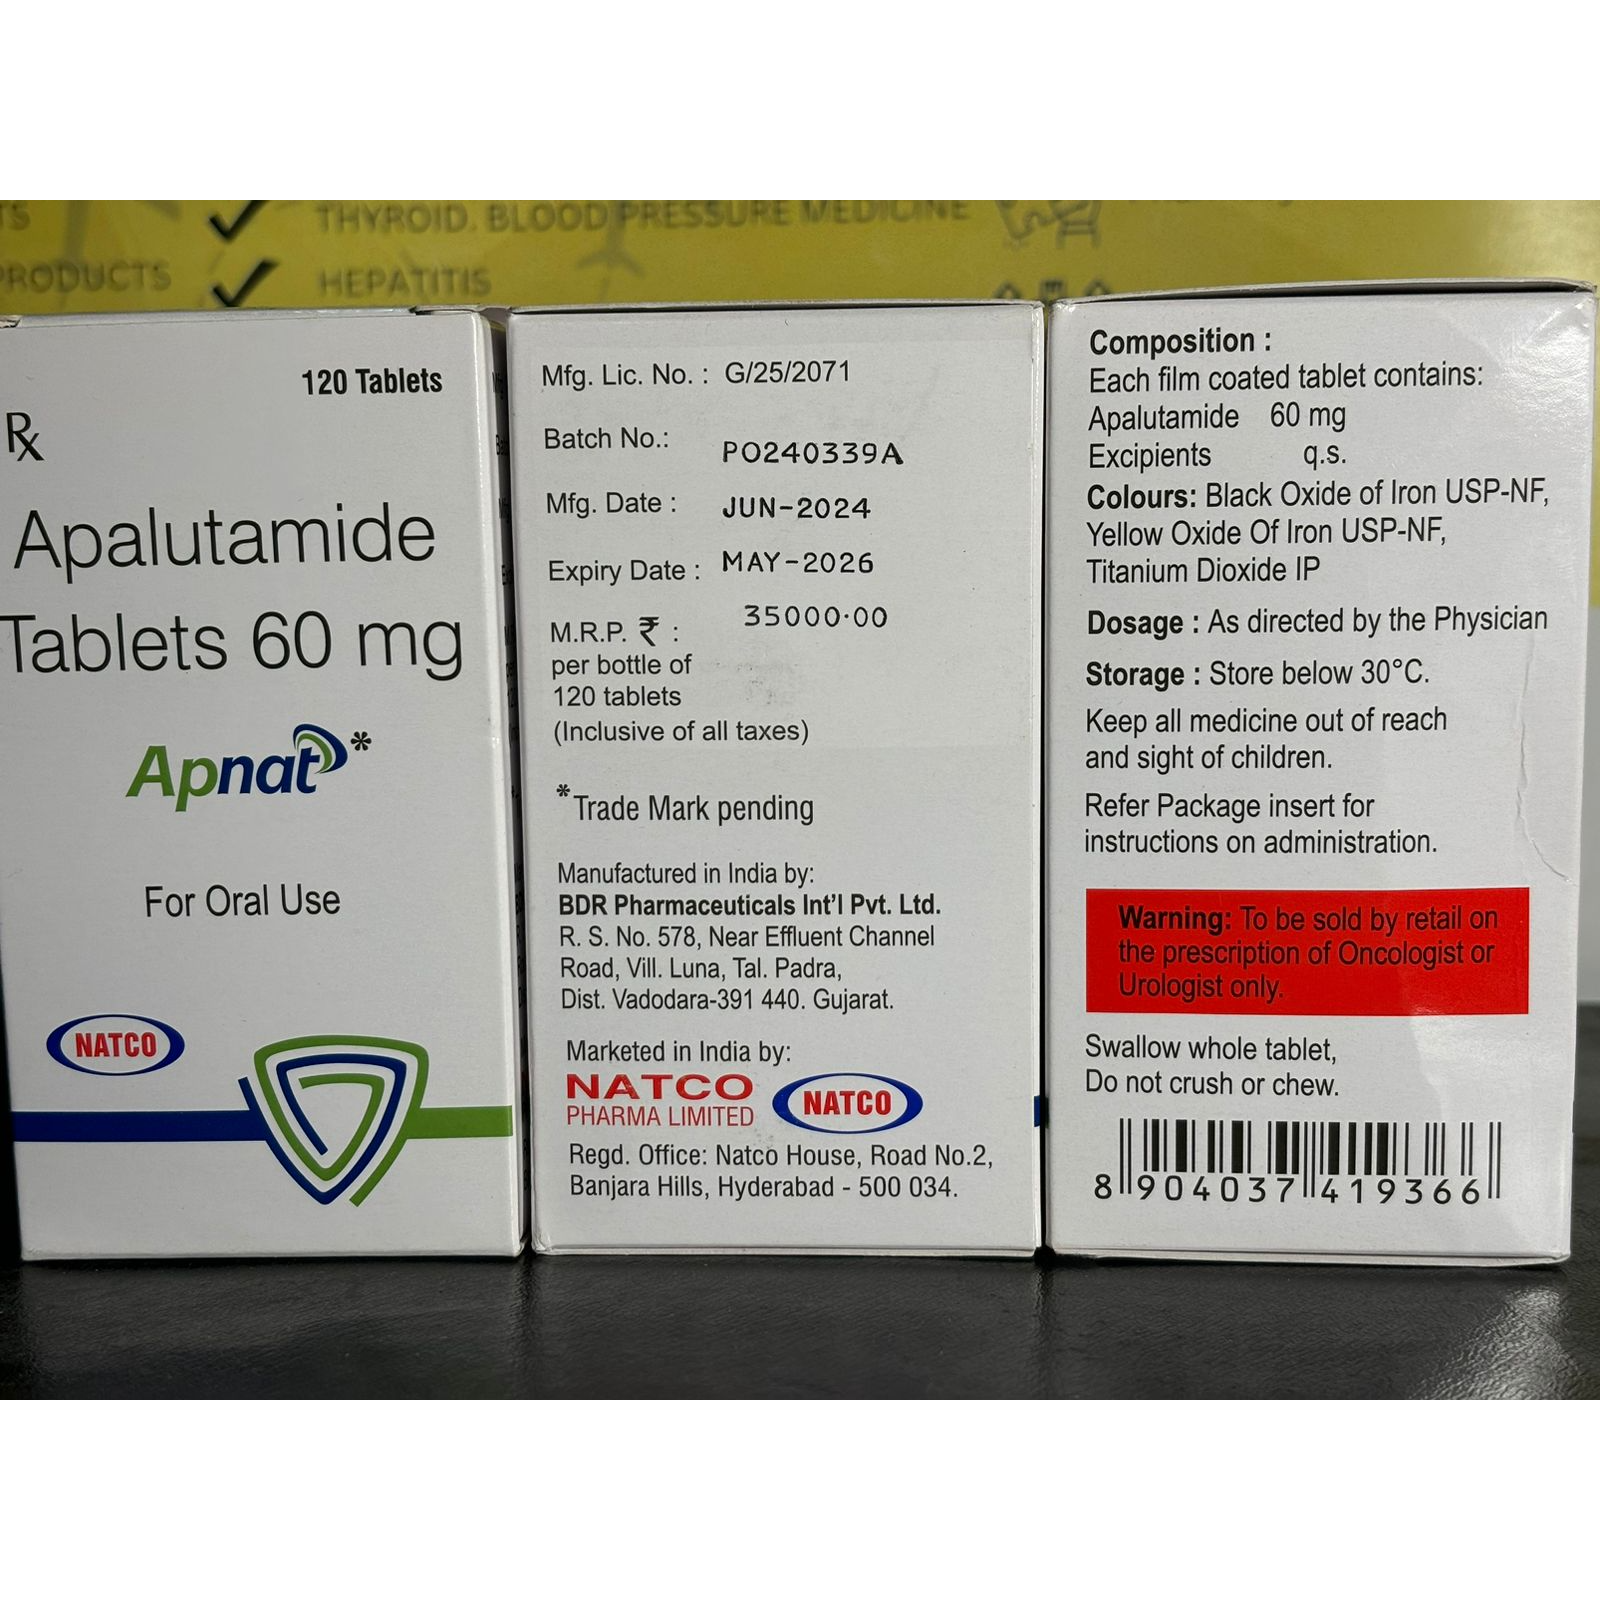 TS
THYROID. BLOOD PRESSURE MEDICINE
PRODUCTS
HEPATITIS
120 Tablets
Rx
Apalutamide
Tablets 60 mg
Apnat*
For Oral Use
NATCO
Mfg. Lic. No. : G/25/2071
Batch No.: PO240339A
Mfg. Date : JUN-2024
Expiry Date : MAY-2026
M.R.P. ₹ : 35000.00
per bottle of
120 tablets
(Inclusive of all taxes)
*Trade Mark pending
Manufactured in India by:
BDR Pharmaceuticals Int'l Pvt. Ltd.
R. S. No. 578, Near Effluent Channel
Road, Vill. Luna, Tal. Padra,
Dist. Vadodara-391 440. Gujarat.
Marketed in India by:
NATCO
PHARMA LIMITED
NATCO
Regd. Office: Natco House, Road No.2,
Banjara Hills, Hyderabad - 500 034.
Composition :
Each film coated tablet contains:
Apalutamide 60 mg
Excipients q.s.
Colours: Black Oxide of Iron USP-NF,
Yellow Oxide Of Iron USP-NF,
Titanium Dioxide IP
Dosage : As directed by the Physician
Storage : Store below 30°C.
Keep all medicine out of reach
and sight of children.
Refer Package insert for
instructions on administration.
Warning: To be sold by retail on
the prescription of Oncologist or
Urologist only.
Swallow whole tablet,
Do not crush or chew.
8 904037 419366